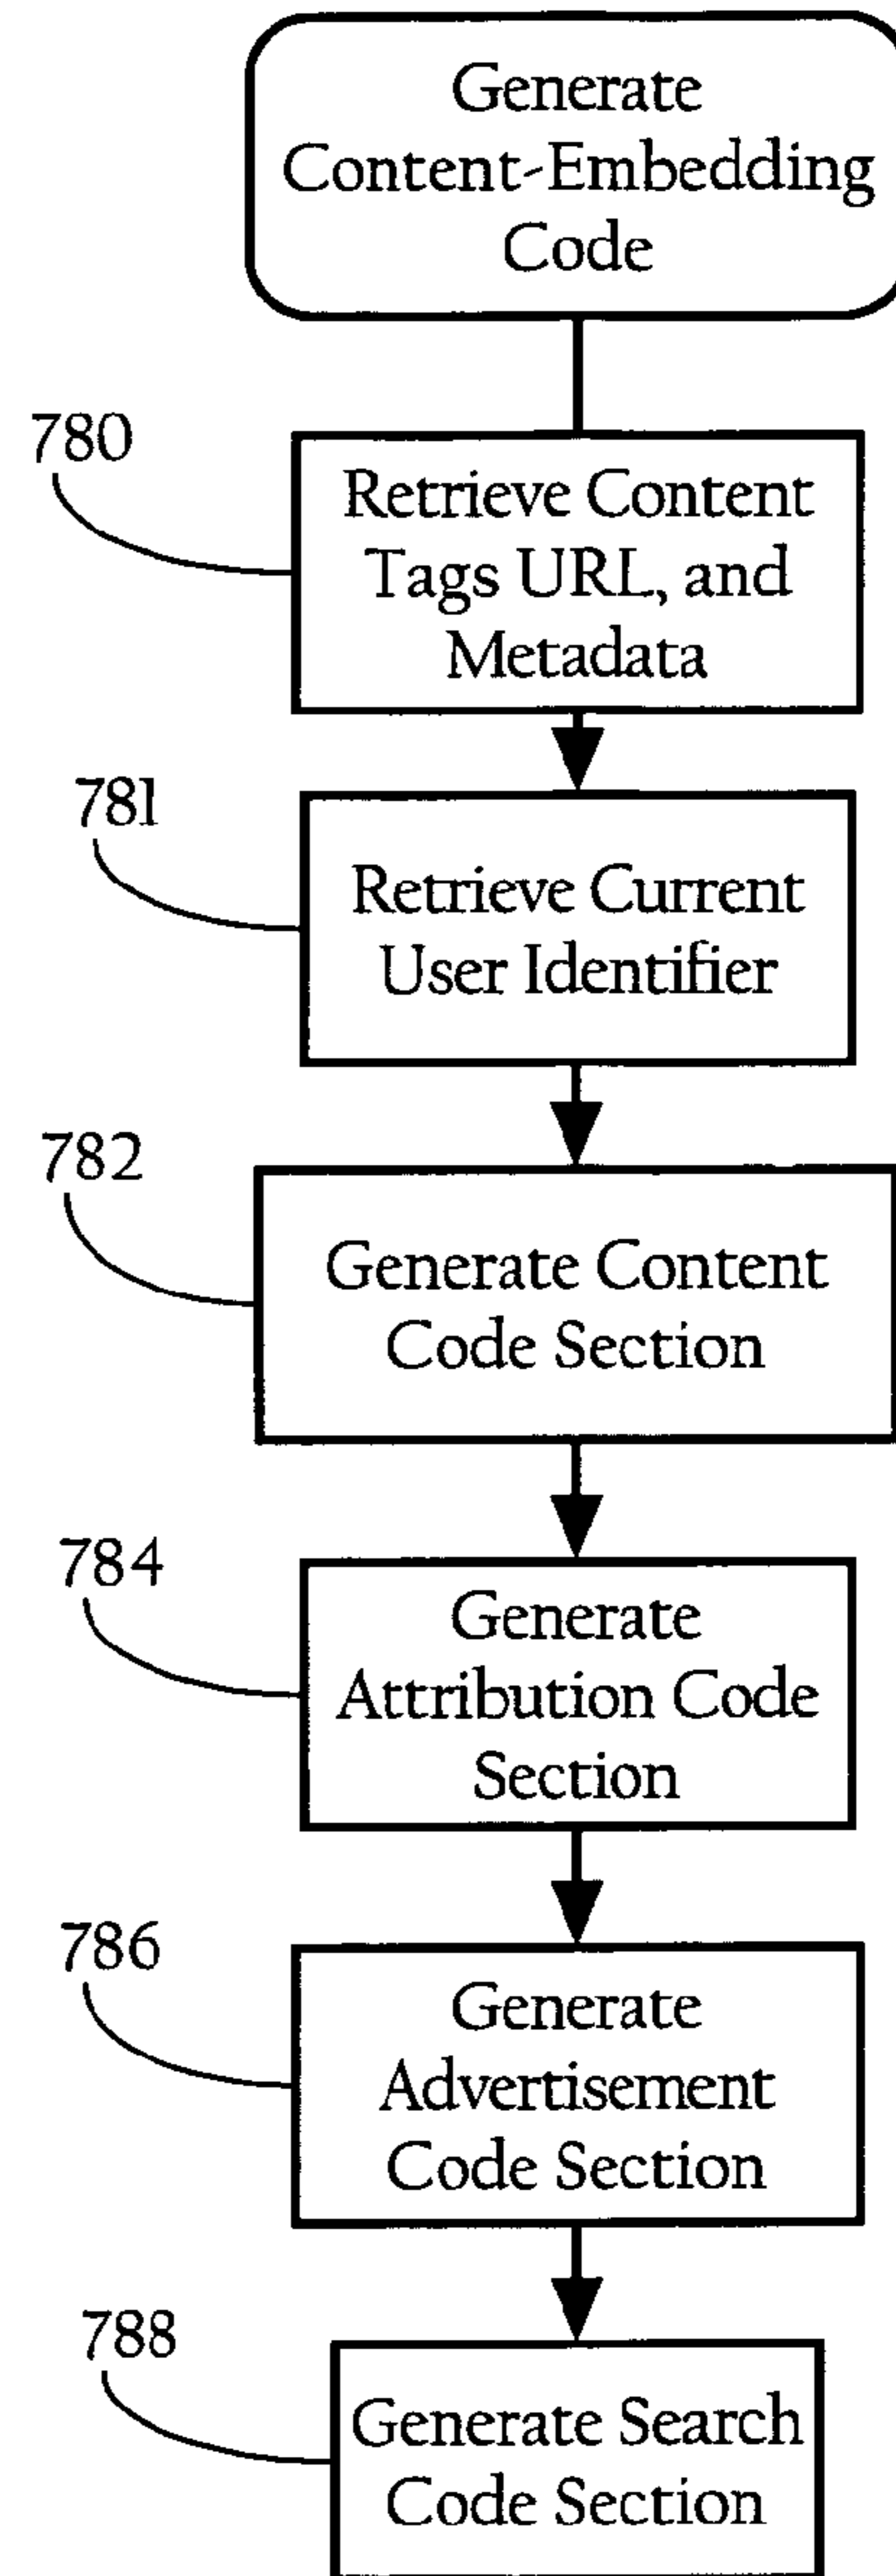 Generate
Content-Embedding
Code
780
Retrieve Content
Tags URL, and
Metadata
781
Retrieve Current
User Identifier
782
Generate Content
Code Section
784
Generate
Attribution Code
Section
786
Generate
Advertisement
Code Section
788
Generate Search
Code Section